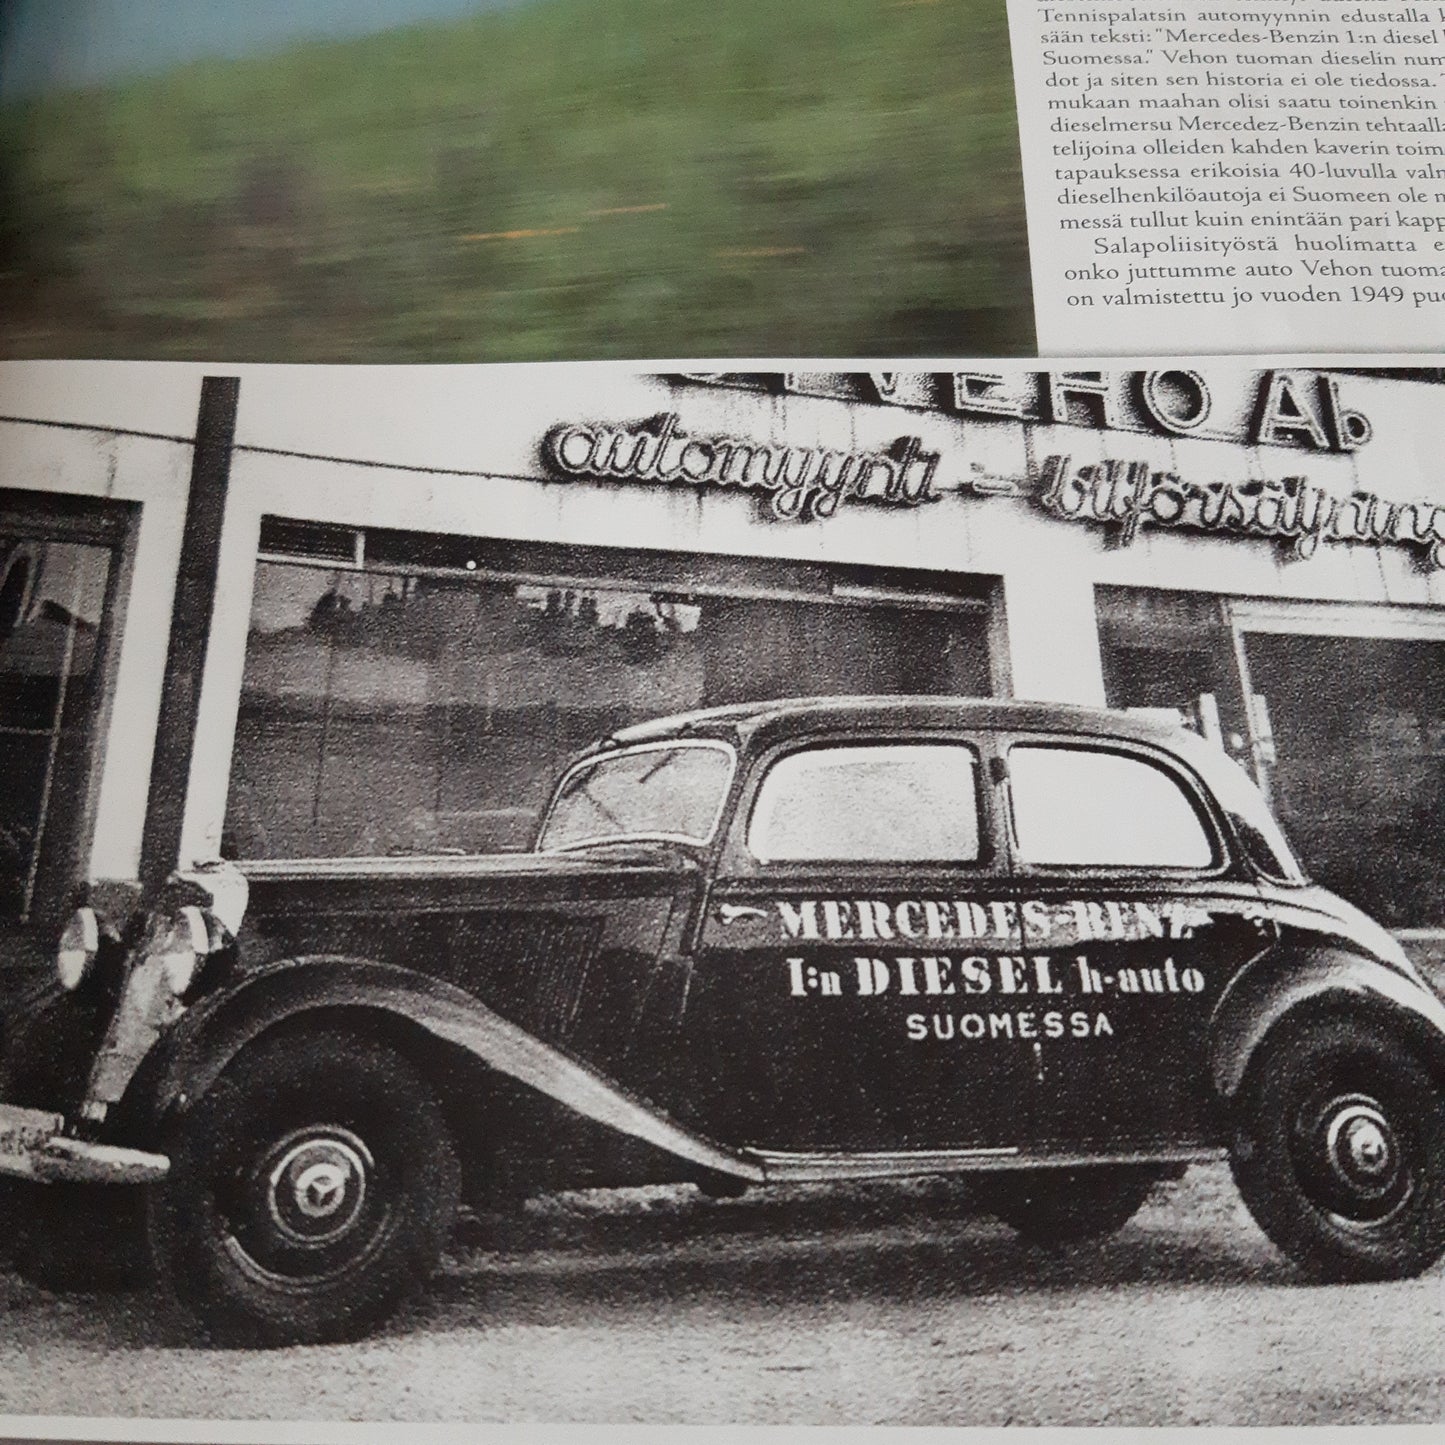 Tennispalatsin automyynnin edustalla
sään teksti: "Mercedes-Benzin 1:n diesel
Suomessa." Vehon tuoman dieselin num
dot ja siten sen historia ei ole tiedossa.
mukaan maahan olisi saatu toinenkin
dieselmersu Mercedez-Benzin tehtaall
telijoina olleiden kahden kaverin toim
tapauksessa erikoisia 40-luvulla valm
dieselhenkilöautoja ei Suomeen ole
messä tullut kuin enintään pari kapp
Salapoliisityöstä huolimatta e
onko juttumme auto Vehon tuoma
on valmistettu jo vuoden 1949 puo
VEHO Ab
automyynti - bilförsäljning
MERCEDES-BENZ
I:n DIESEL h-auto
SUOMESSA